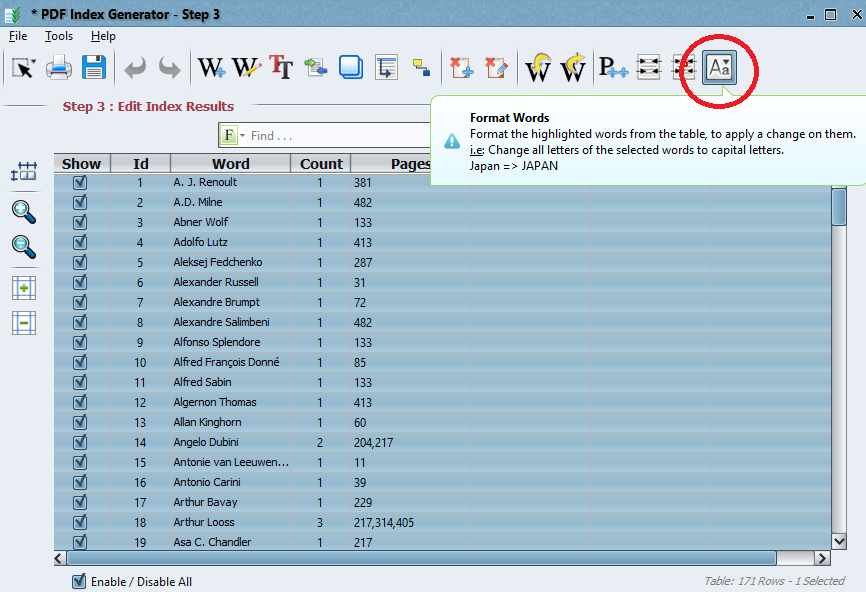 * PDF Index Generator - Step 3
File Tools Help
Step 3 : Edit Index Results
F Find . . .
Format Words
Format the highlighted words from the table, to apply a change on them.
i.e: Change all letters of the selected words to capital letters.
Japan => JAPAN
Show Id Word Count Pages
1 A. J. Renoult 1 381
2 A.D. Milne 1 482
3 Abner Wolf 1 133
4 Adolfo Lutz 1 413
5 Aleksej Fedchenko 1 287
6 Alexander Russell 1 31
7 Alexandre Brumpt 1 72
8 Alexandre Salimbeni 1 482
9 Alfonso Splendore 1 133
10 Alfred François Donné 1 85
11 Alfred Sabin 1 133
12 Algernon Thomas 1 413
13 Allan Kinghorn 1 60
14 Angelo Dubini 2 204,217
15 Antonie van Leeuwen... 1 11
16 Antonio Carini 1 39
17 Arthur Bavay 1 229
18 Arthur Looss 3 217,314,405
19 Asa C. Chandler 1 217
Enable / Disable All
Table: 171 Rows - 1 Selected